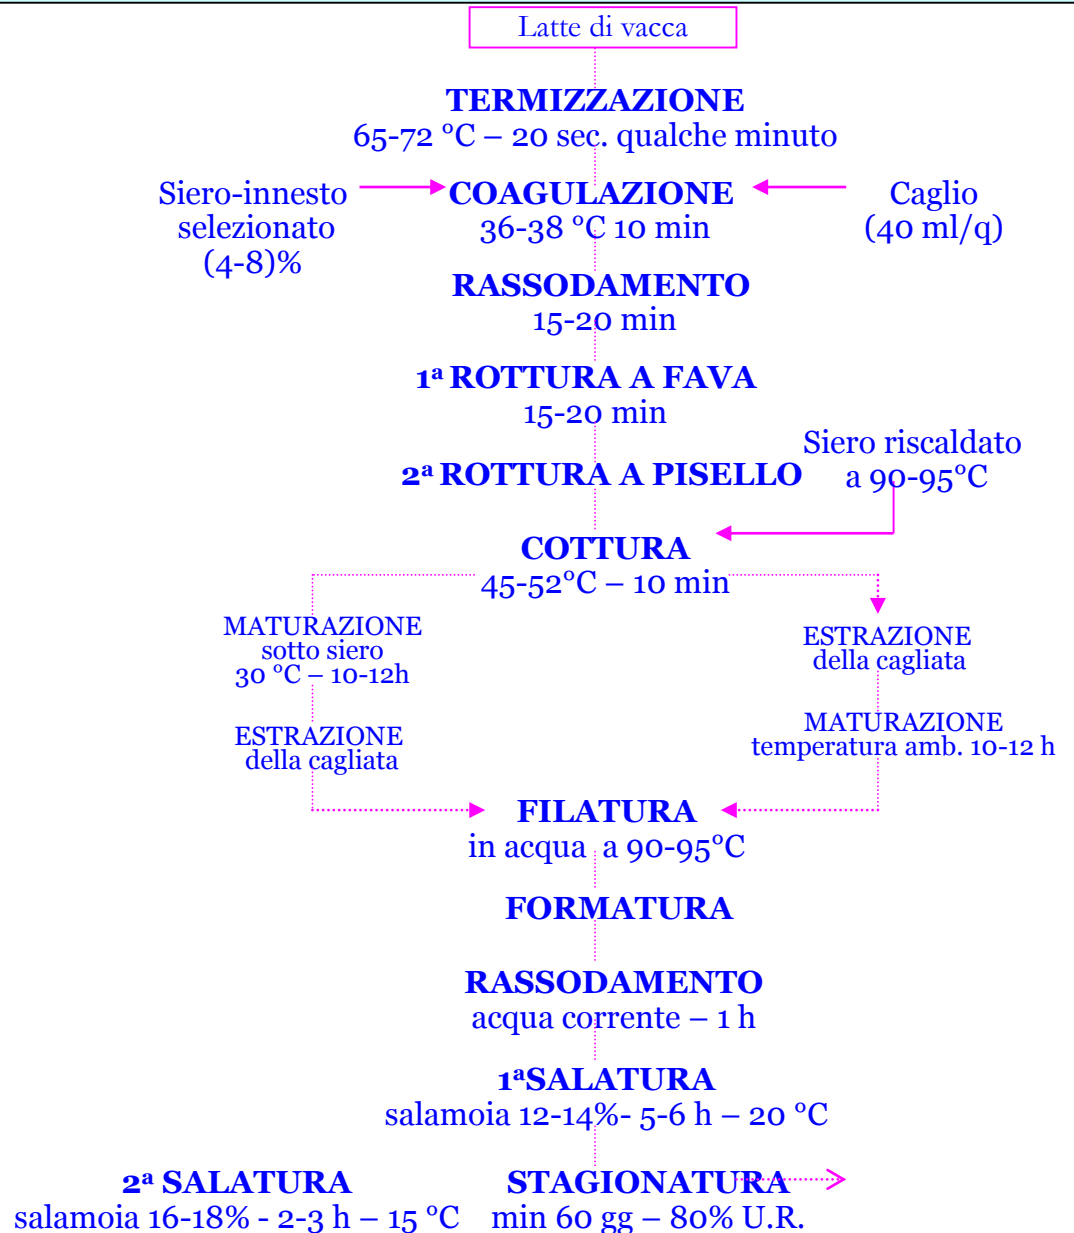 Latte di vacca
TERMIZZAZIONE
65-72 °C – 20 sec. qualche minuto
Siero-innesto
selezionato
(4-8)%
COAGULAZIONE
36-38 °C 10 min
Caglio
(40 ml/q)
RASSODAMENTO
15-20 min
1ª ROTTURA A FAVA
15-20 min
2ª ROTTURA A PISELLO
Siero riscaldato
a 90-95°C
COTTURA
45-52°C – 10 min
MATURAZIONE
sotto siero
30 °C – 10-12h
ESTRAZIONE
della cagliata
ESTRAZIONE
della cagliata
MATURAZIONE
temperatura amb. 10-12 h
FILATURA
in acqua a 90-95°C
FORMATURA
RASSODAMENTO
acqua corrente – 1 h
1ªSALATURA
salamoia 12-14%- 5-6 h – 20 °C
2ª SALATURA
salamoia 16-18% - 2-3 h – 15 °C
STAGIONATURA
min 60 gg – 80% U.R.